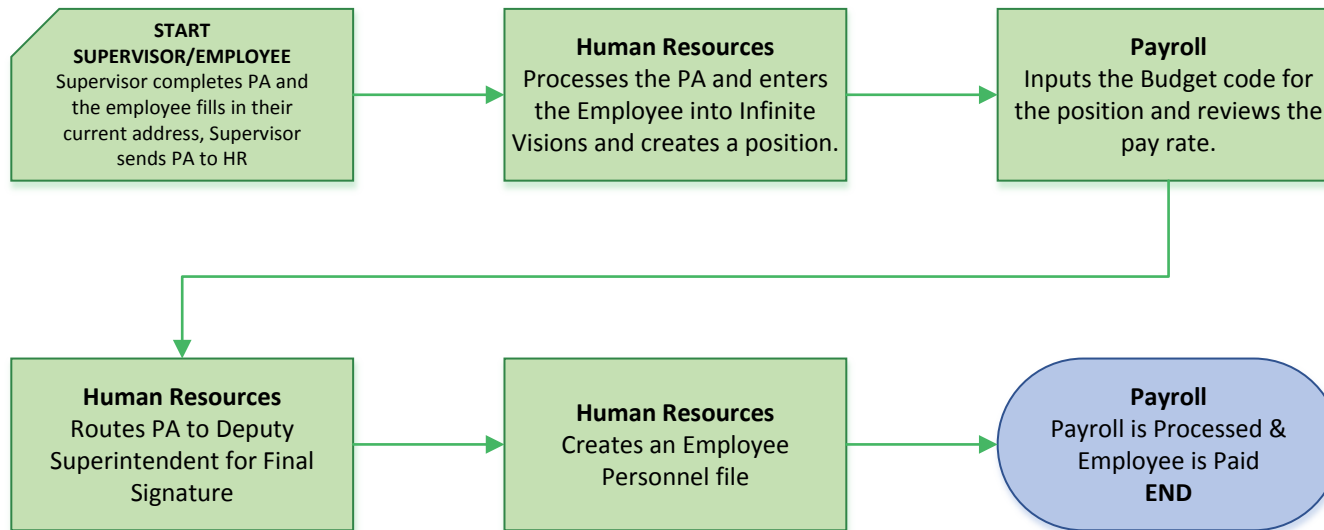 START
SUPERVISOR/EMPLOYEE
Supervisor completes PA and
the employee fills in their
current address, Supervisor
sends PA to HR
Human Resources
Processes the PA and enters
the Employee into Infinite
Visions and creates a position.
Payroll
Inputs the Budget code for
the position and reviews the
pay rate.
Human Resources
Routes PA to Deputy
Superintendent for Final
Signature
Human Resources
Creates an Employee
Personnel file
Payroll
Payroll is Processed &
Employee is Paid
END